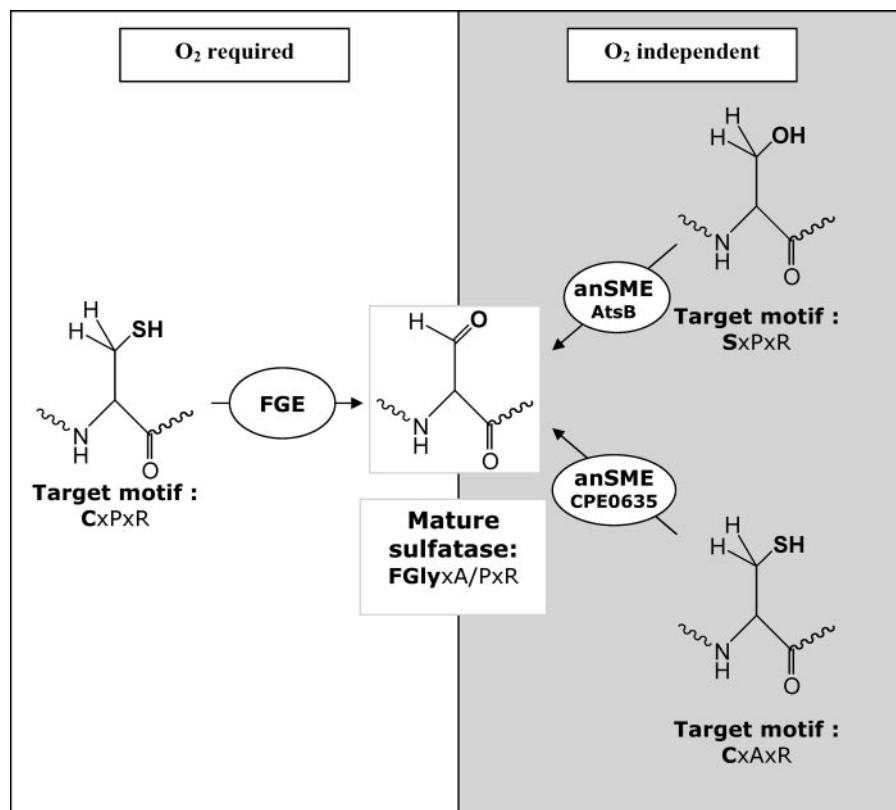 O₂ required
O₂ independent
H
H
OH
N
H
O
anSME
AtsB
Target motif :
SxPxR
H
H
SH
N
H
O
Target motif :
CxPxR
FGE
H
O
N
H
O
Mature
sulfatase:
FGlyxA/PxR
anSME
CPE0635
H
H
SH
N
H
O
Target motif :
CxAxR